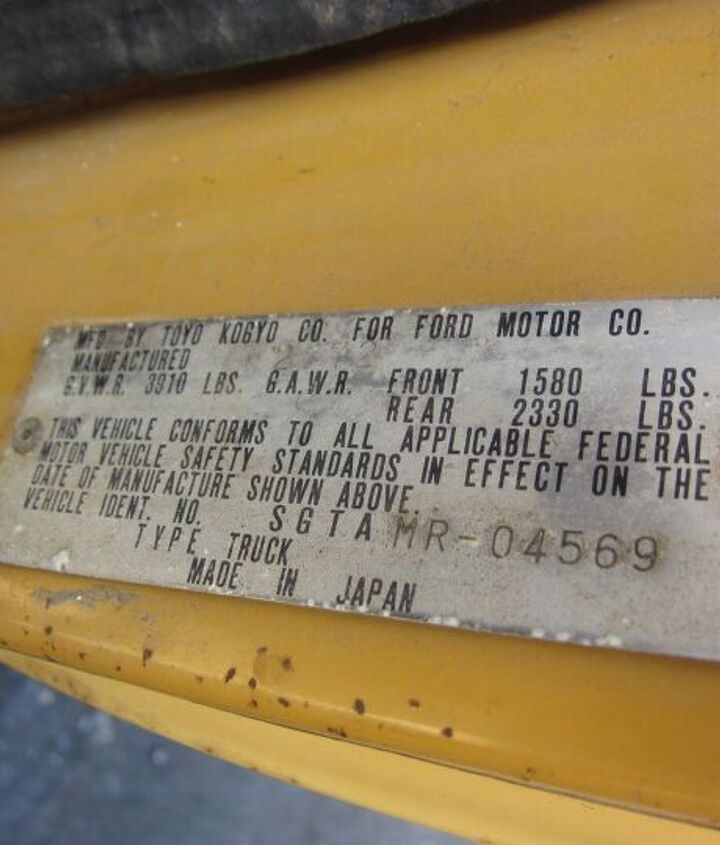 MFD BY TOYO KOGYO CO. FOR FORD MOTOR CO.
MANUFACTURED
G.V.W.R. 3910 LBS. G.A.W.R. FRONT 1580 LBS.
REAR 2330 LBS.
THIS VEHICLE CONFORMS TO ALL APPLICABLE FEDERAL
MOTOR VEHICLE SAFETY STANDARDS IN EFFECT ON THE
DATE OF MANUFACTURE SHOWN ABOVE.
VEHICLE IDENT. NO. SGTAMR-04569
TYPE TRUCK
MADE IN JAPAN